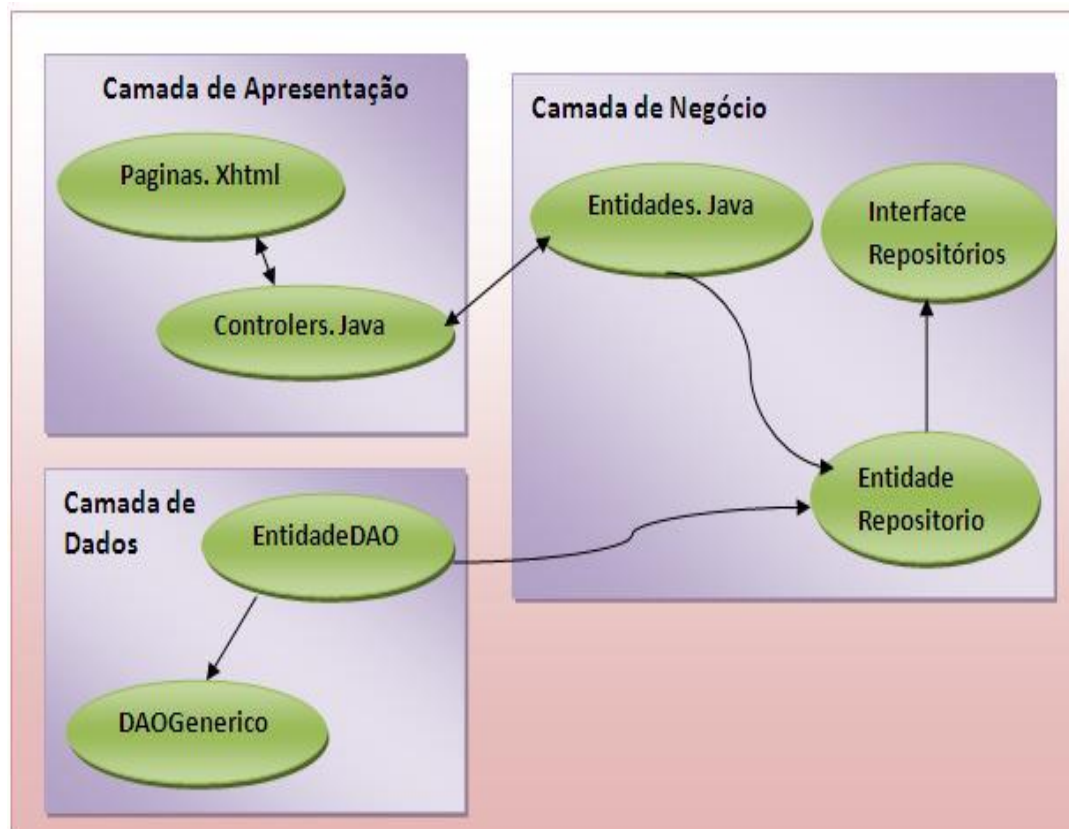 Camada de Apresentação
Paginas. Xhtml
Controlers. Java
Camada de Negócio
Entidades. Java
Interface
Repositórios
Entidade
Repositorio
Camada de
Dados
EntidadeDAO
DAOGenerico